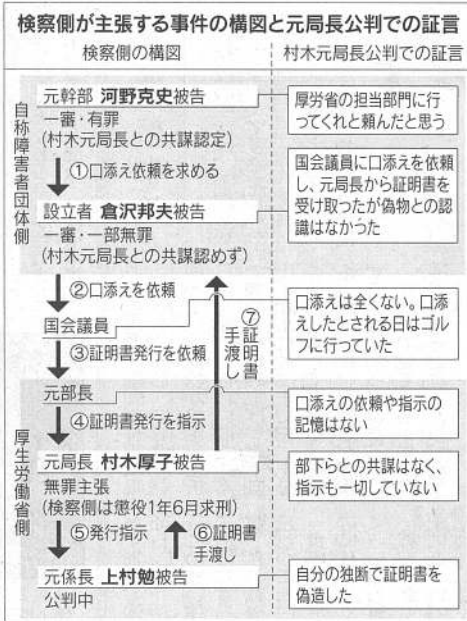 検察側が主張する事件の構図と元局長公判での証言
検察側の構図
村木元局長公判での証言
自称障害者団体側
元幹部 河野克史被告
一審・有罪
(村木元局長との共謀認定)
厚労省の担当部門に行
ってくれと頼んだと思う
①口添え依頼を求める
設立者 倉沢邦夫被告
一審・一部無罪
(村木元局長との共謀認めず)
国会議員に口添えを依頼
し、元局長から証明書を
受け取ったが偽物との認
識はなかった
②口添えを依頼
国会議員
口添えは全くない。口添
えしたとされる日はゴル
フに行っていた
③証明書発行を依頼
⑦証明書
手渡し
厚生労働省側
元部長
口添えの依頼や指示の
記憶はない
④証明書発行を指示
元局長 村木厚子被告
無罪主張
(検察側は懲役1年6月求刑)
部下らとの共謀はなく、
指示も一切していない
⑤発行指示
⑥証明書
手渡し
元係長 上村勉被告
公判中
自分の独断で証明書を
偽造した